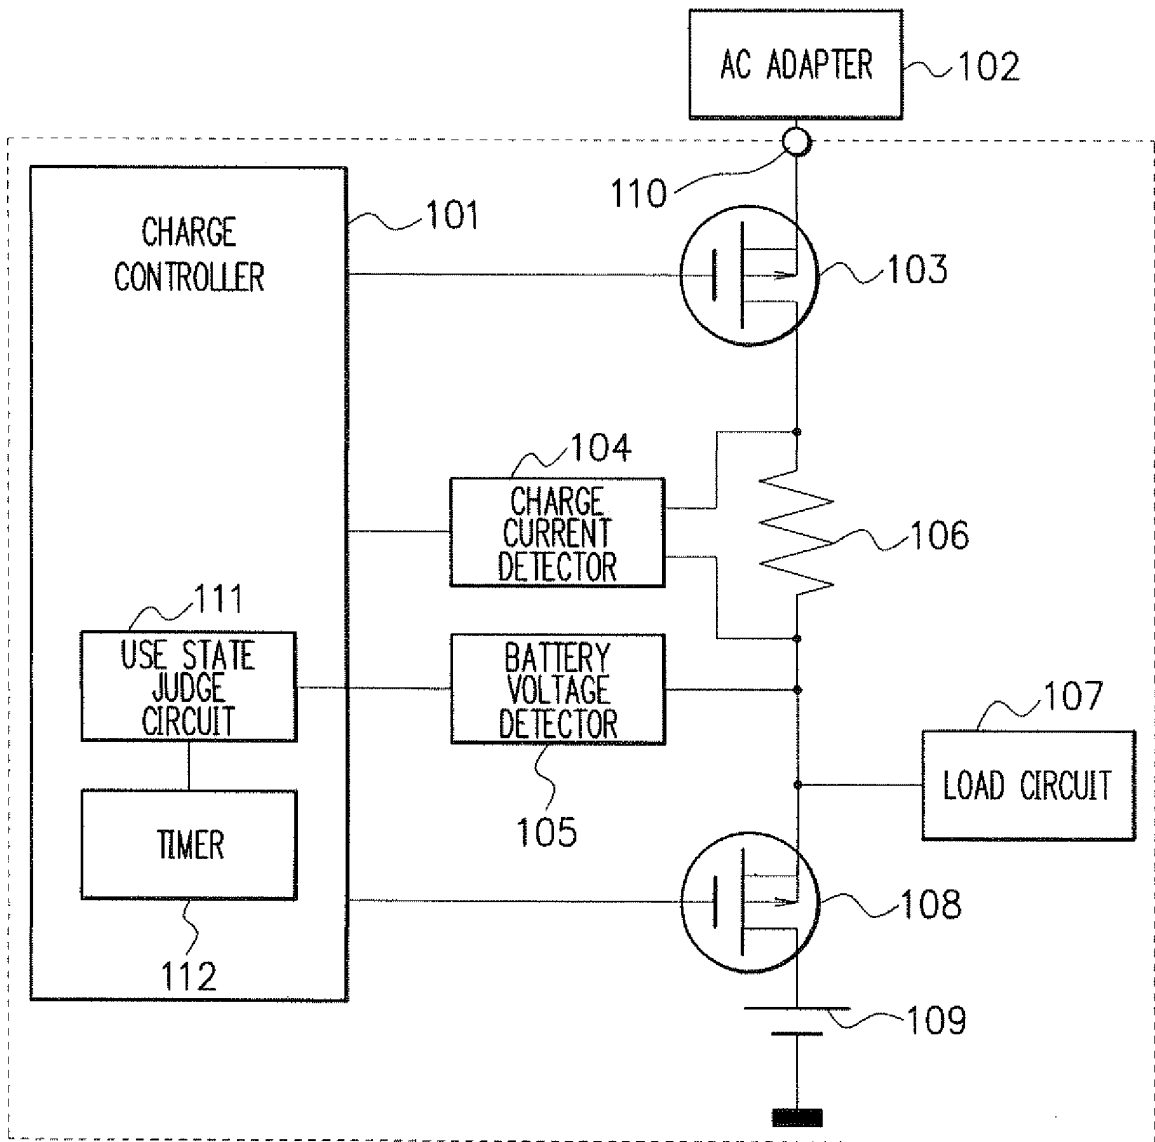 AC ADAPTER
102
110
CHARGE
CONTROLLER
101
103
104
CHARGE
CURRENT
DETECTOR
106
111
USE STATE
JUDGE
CIRCUIT
BATTERY
VOLTAGE
DETECTOR
107
LOAD CIRCUIT
105
TIMER
108
112
109